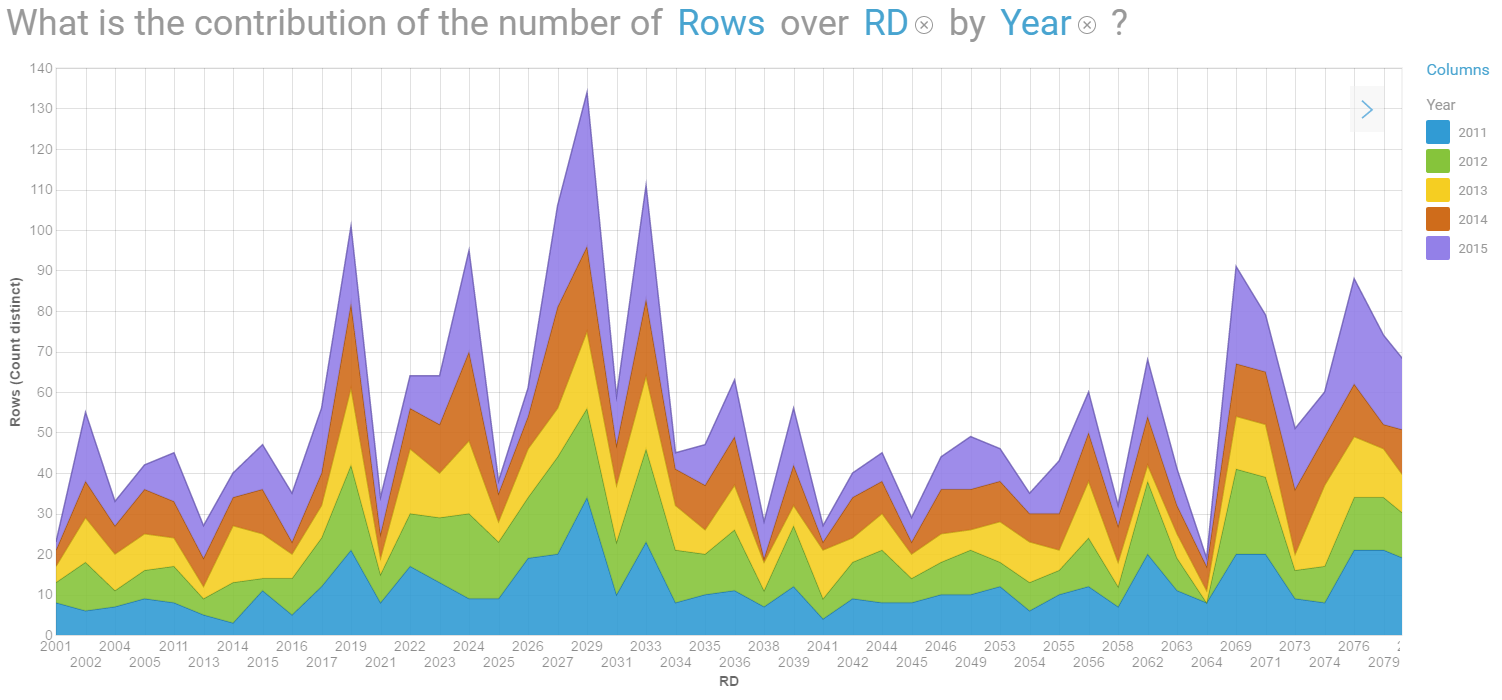 What is the contribution of the number of Rows over RD by Year ?
Columns
Year
2011
2012
2013
2014
2015
Rows (Count distinct)
140
130
120
110
100
90
80
70
60
50
40
30
20
10
0
2001 2004 2011 2014 2016 2019 2022 2024 2026 2029 2033 2035 2038 2041 2044 2046 2053 2055 2058 2063 2069 2073 2076
2002 2005 2013 2015 2017 2021 2023 2025 2027 2031 2034 2036 2039 2042 2045 2049 2054 2056 2062 2064 2071 2074 2079
RD